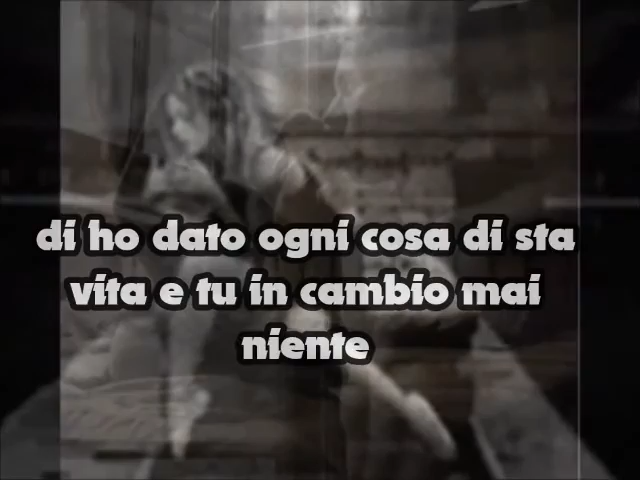 di ho dato ogni cosa di sta
vita e tu in cambio mai
niente